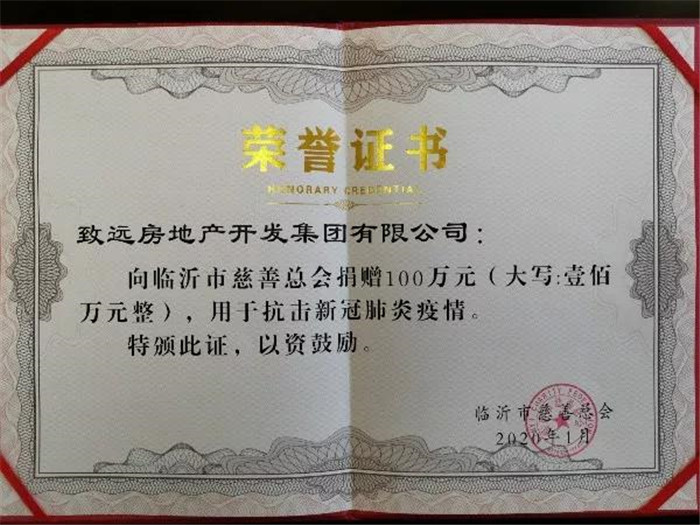 荣誉证书
HONORARY CREDENTIAL
致远房地产开发集团有限公司：
向临沂市慈善总会捐赠100万元（大写:壹佰
万元整），用于抗击新冠肺炎疫情。
特颁此证，以资鼓励。
临沂市慈善总会
2020年1月